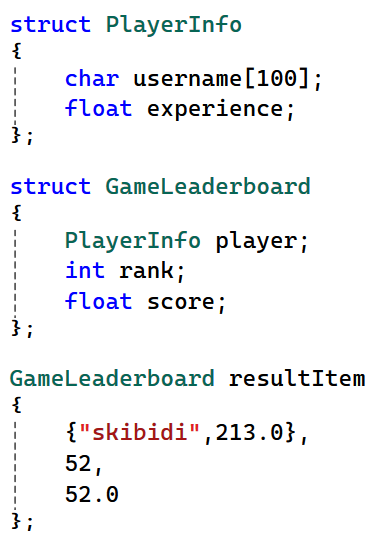 struct PlayerInfo
{
    char username[100];
    float experience;
};
struct GameLeaderboard
{
    PlayerInfo player;
    int rank;
    float score;
};
GameLeaderboard resultItem
{
    {"skibidi",213.0},
    52,
    52.0
};